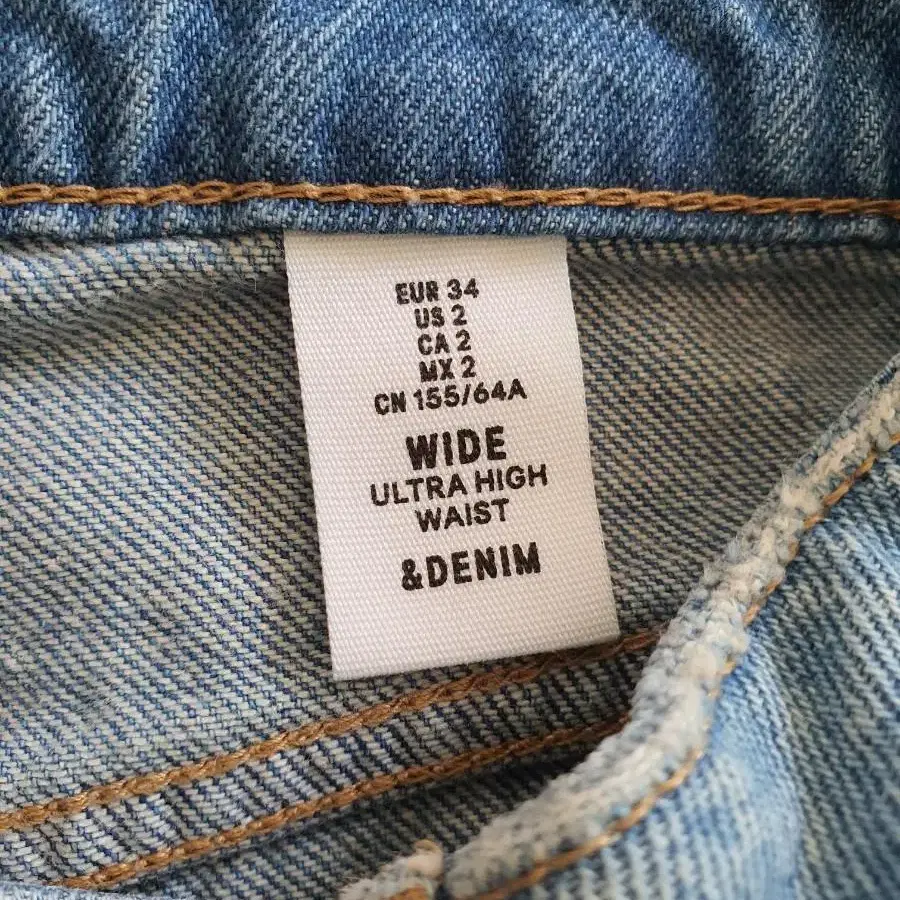 EUR 34
US 2
CA 2
MX 2
CN 155/64A
WIDE
ULTRA HIGH
WAIST
&DENIM